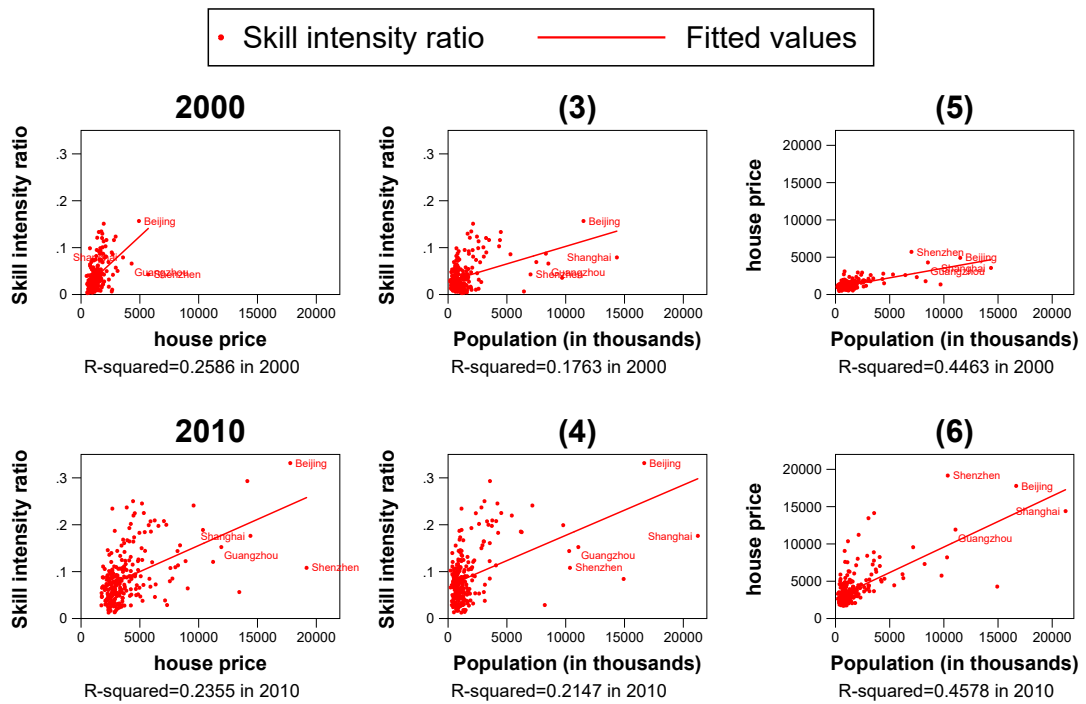 Skill intensity ratio Fitted values
2000
Skill intensity ratio
.3
.2
.1
0
Beijing
Shanghai
Guangzhou
Shenzhen
0 5000 10000 15000 20000
house price
R-squared=0.2586 in 2000
(3)
Skill intensity ratio
.3
.2
.1
0
Beijing
Shanghai
Guangzhou
Shenzhen
0 5000 10000 15000 20000
Population (in thousands)
R-squared=0.1763 in 2000
(5)
house price
20000
15000
10000
5000
0
Shenzhen
Beijing
Shanghai
Guangzhou
0 5000 10000 15000 20000
Population (in thousands)
R-squared=0.4463 in 2000
2010
Skill intensity ratio
.3
.2
.1
0
Beijing
Shanghai
Guangzhou
Shenzhen
0 5000 10000 15000 20000
house price
R-squared=0.2355 in 2010
(4)
Skill intensity ratio
.3
.2
.1
0
Beijing
Shanghai
Guangzhou
Shenzhen
0 5000 10000 15000 20000
Population (in thousands)
R-squared=0.2147 in 2010
(6)
house price
20000
15000
10000
5000
0
Shenzhen
Beijing
Shanghai
Guangzhou
0 5000 10000 15000 20000
Population (in thousands)
R-squared=0.4578 in 2010